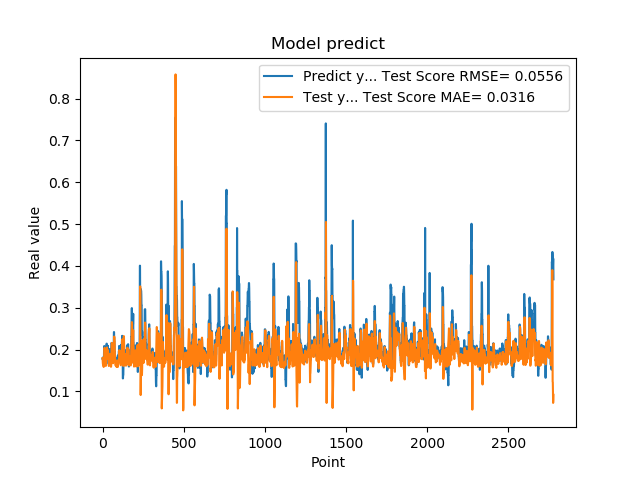 Model predict
Predict y... Test Score RMSE= 0.0556
Test y... Test Score MAE= 0.0316
Real value
0.8
0.7
0.6
0.5
0.4
0.3
0.2
0.1
0 500 1000 1500 2000 2500
Point